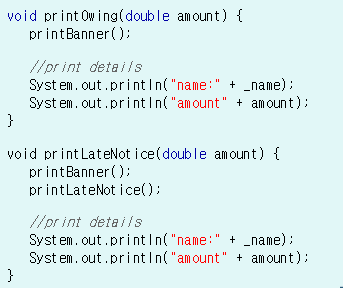 void printOwing(double amount) {
printBanner();
//print details
System.out.println("name:" + _name);
System.out.println("amount" + amount);
}
void printLateNotice(double amount) {
printBanner();
printLateNotice();
//print details
System.out.println("name:" + _name);
System.out.println("amount" + amount);
}